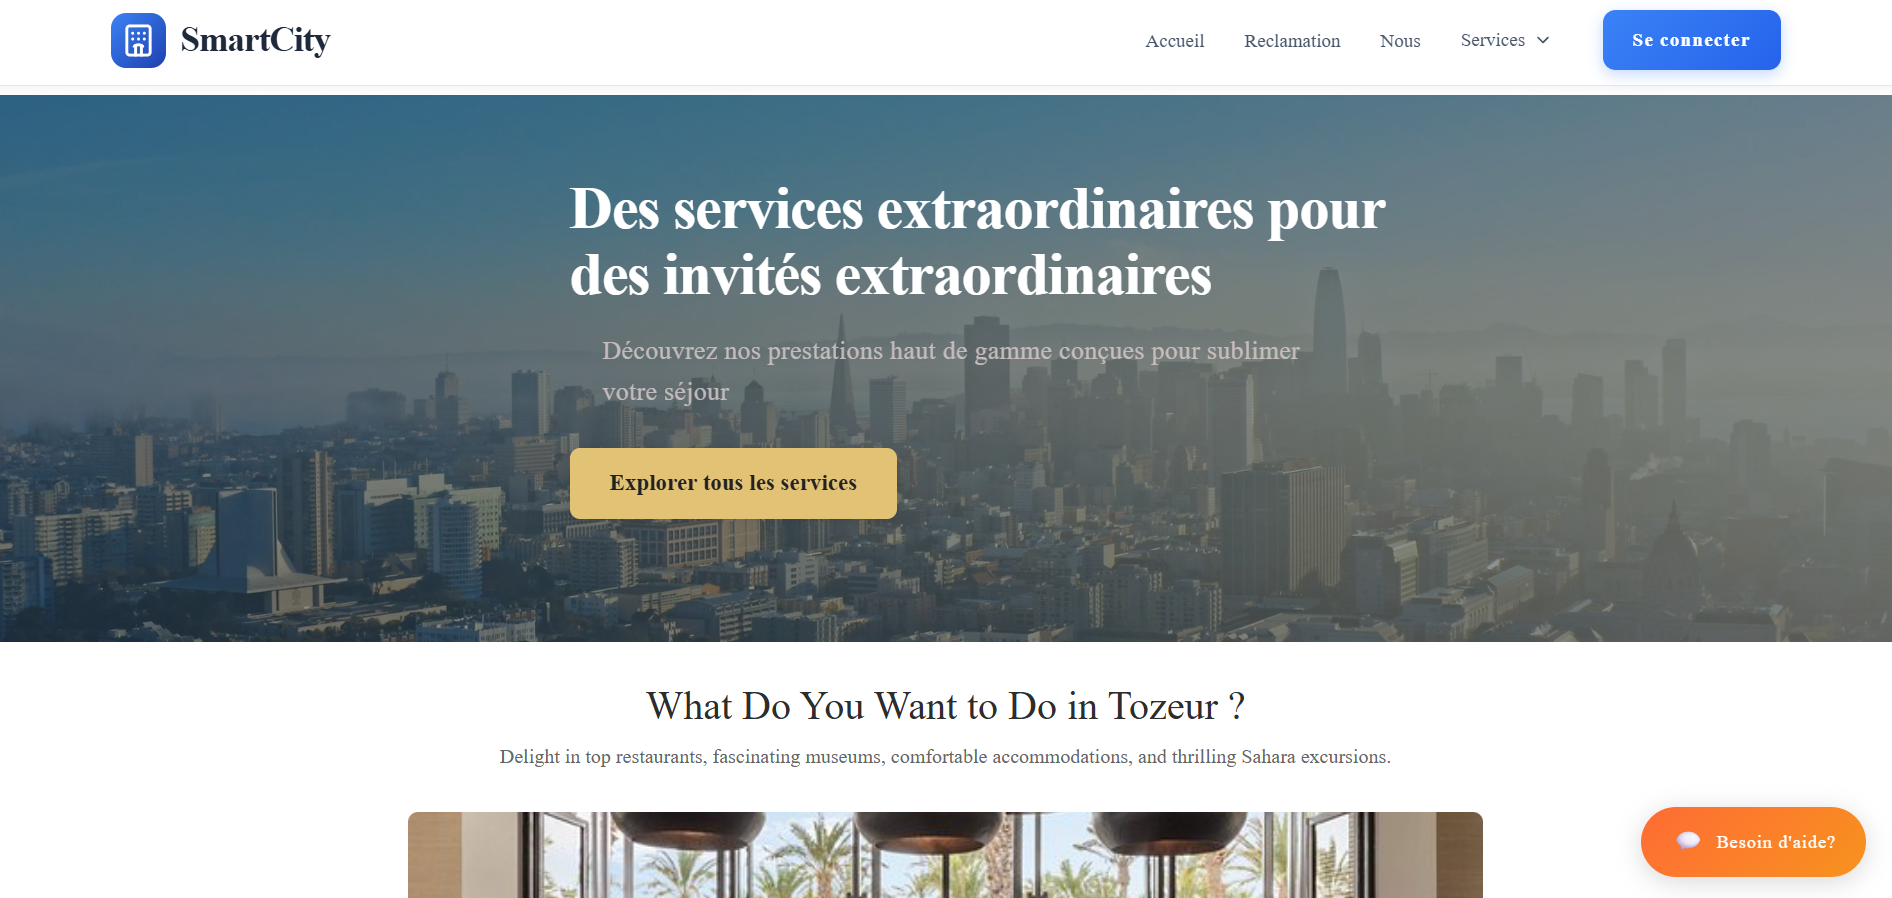 SmartCity
Accueil
Reclamation
Nous
Services
Se connecter
Des services extraordinaires pour
des invités extraordinaires
Découvrez nos prestations haut de gamme conçues pour sublimer
votre séjour
Explorer tous les services
What Do You Want to Do in Tozeur ?
Delight in top restaurants, fascinating museums, comfortable accommodations, and thrilling Sahara excursions.
Besoin d'aide?